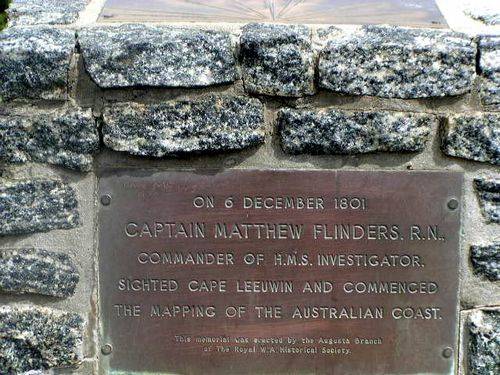 ON 6 DECEMBER 1801
CAPTAIN MATTHEW FLINDERS, R.N.,
COMMANDER OF H.M.S. INVESTIGATOR,
SIGHTED CAPE LEEUWIN AND COMMENCED
THE MAPPING OF THE AUSTRALIAN COAST.
This memorial was erected by the Augusta Branch
of The Royal W.A. Historical Society.